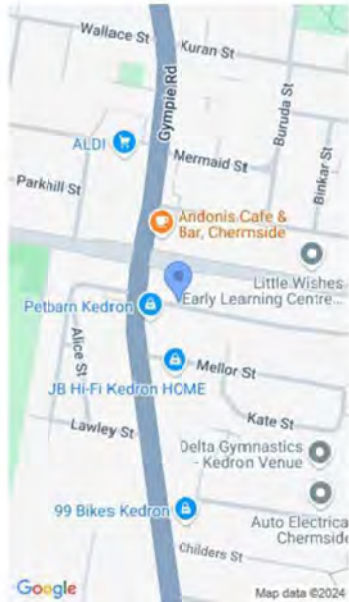 Wallace St
Kuran St
Gympie Rd
Buruda St
Binkar St
ALDI
Mermaid St
Parkhill St
Andonis Cafe &
Bar, Chermside
Little Wishes
Early Learning Centre...
Petbarn Kedron
Alice St
JB Hi-Fi Kedron HOME
Mellor St
Kate St
Lawley St
Delta Gymnastics
- Kedron Venue
99 Bikes Kedron
Auto Electrica
Chermside
Childers St
Google
Map data ©2024